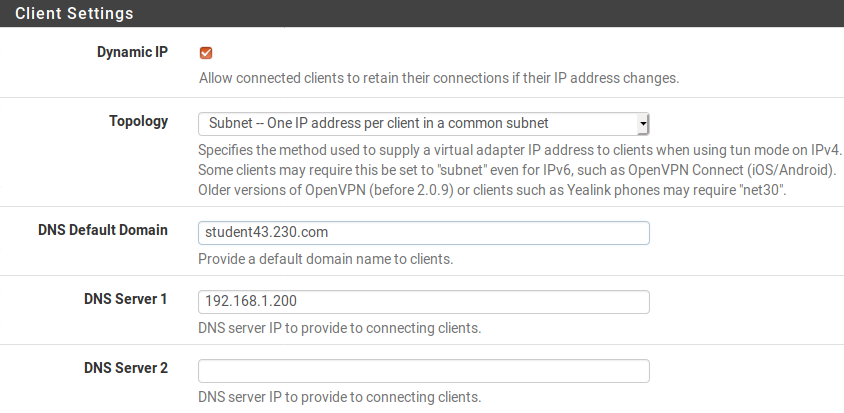 Client Settings
Dynamic IP
Allow connected clients to retain their connections if their IP address changes.
Topology
Subnet -- One IP address per client in a common subnet
Specifies the method used to supply a virtual adapter IP address to clients when using tun mode on IPv4.
Some clients may require this be set to "subnet" even for IPv6, such as OpenVPN Connect (iOS/Android).
Older versions of OpenVPN (before 2.0.9) or clients such as Yealink phones may require "net30".
DNS Default Domain
student43.230.com
Provide a default domain name to clients.
DNS Server 1
192.168.1.200
DNS server IP to provide to connecting clients.
DNS Server 2
DNS server IP to provide to connecting clients.